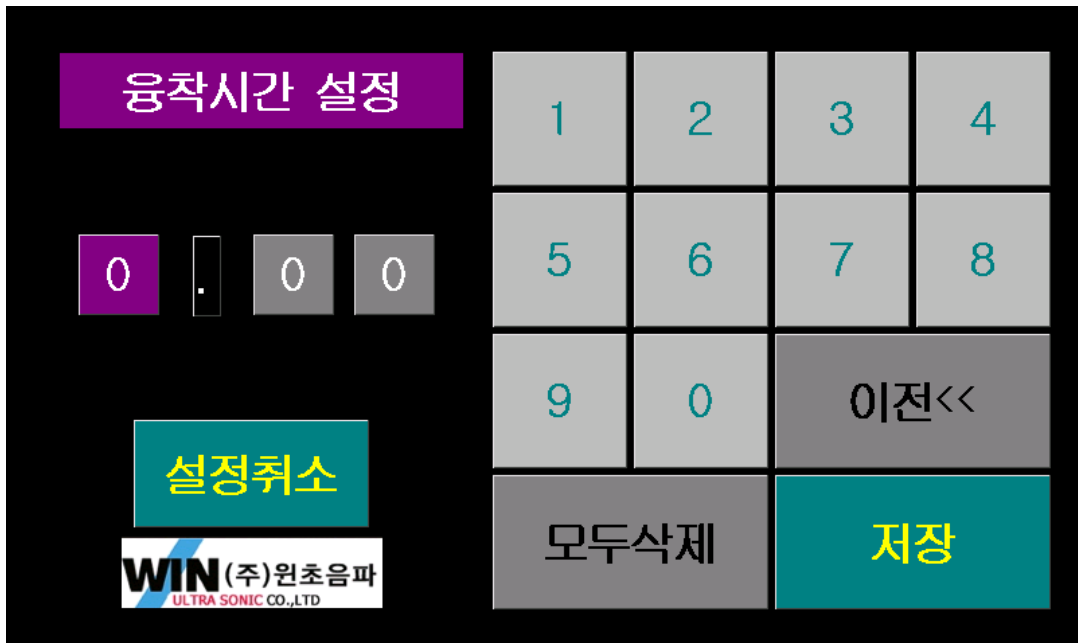 융착시간 설정
0 . 0 0
설정취소
WIN (주)윈초음파
ULTRA SONIC CO.,LTD
1 2 3 4
5 6 7 8
9 0 이전<<
모두삭제 저장